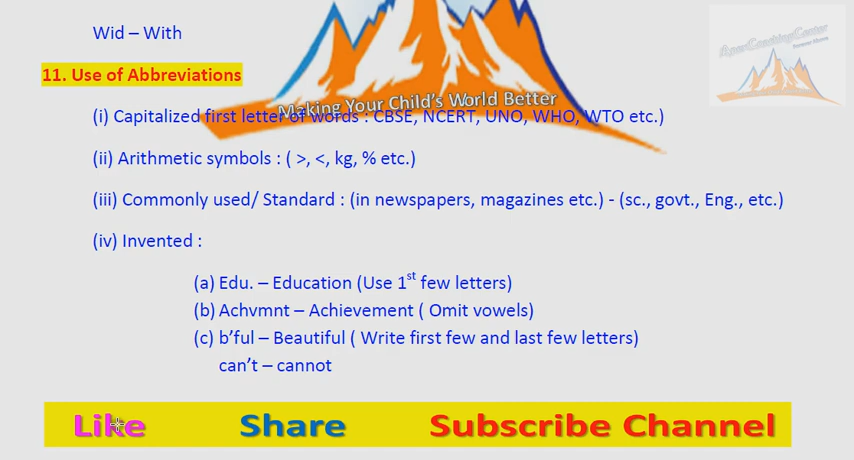 Wid – With
11. Use of Abbreviations
Making Your Child's World Better
(i) Capitalized first letter of words : CBSE, NCERT, UNO, WHO, WTO etc.)
(ii) Arithmetic symbols : ( >, <, kg, % etc.)
(iii) Commonly used/ Standard : (in newspapers, magazines etc.) - (sc., govt., Eng., etc.)
(iv) Invented :
(a) Edu. – Education (Use 1st few letters)
(b) Achvmnt – Achievement ( Omit vowels)
(c) b’ful – Beautiful ( Write first few and last few letters)
can’t – cannot
Like Share Subscribe Channel